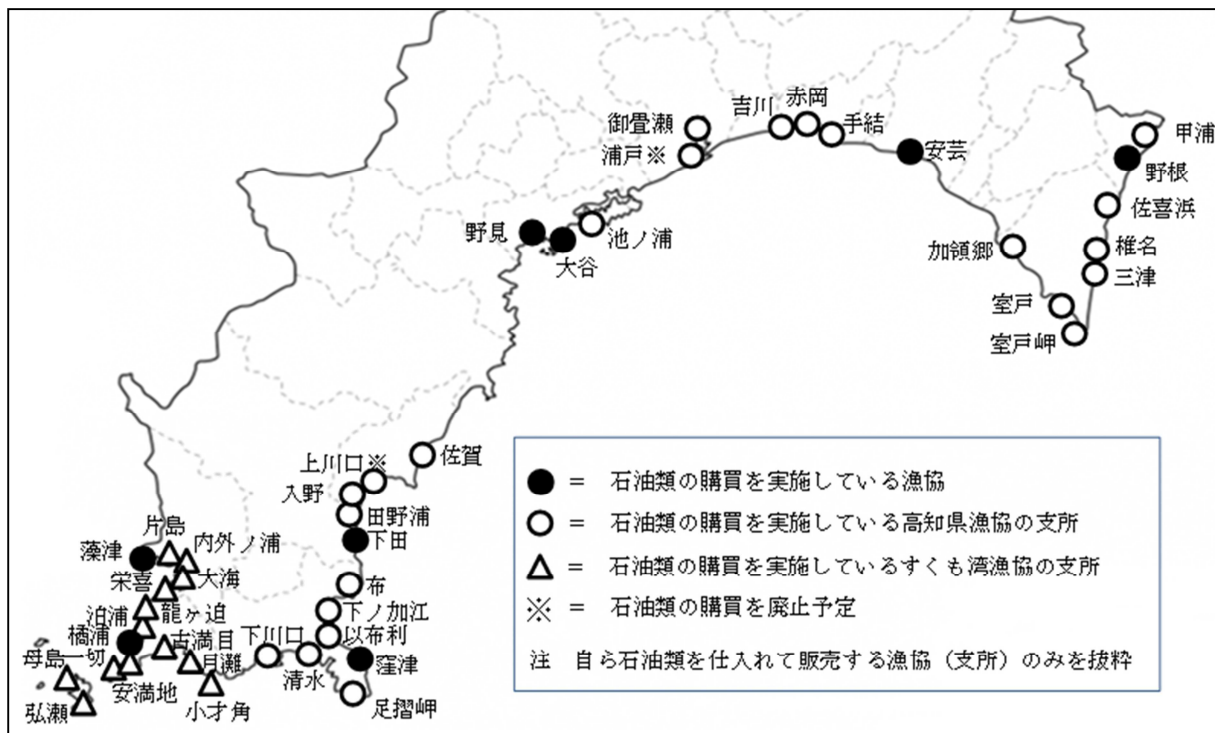 赤岡
吉川
御畳瀬
手結
甲浦
浦戸※
安芸
野根
佐喜浜
野見
池ノ浦
加領郷
椎名
大谷
三津
室戸
室戸岬
佐賀
上川口※
入野
田野浦
片島
下田
藻津
内外ノ浦
栄喜
大海
布
泊浦
龍ヶ迫
下ノ加江
橘浦
古満目
下川口
以布利
母島
一切
貝灘
窪津
安満地
清水
弘瀬
小才角
足摺岬
● = 石油類の購買を実施している漁協
○ = 石油類の購買を実施している高知県漁協の支所
△ = 石油類の購買を実施しているすくも湾漁協の支所
※ = 石油類の購買を廃止予定
注 自ら石油類を仕入れて販売する漁協（支所）のみを抜粋